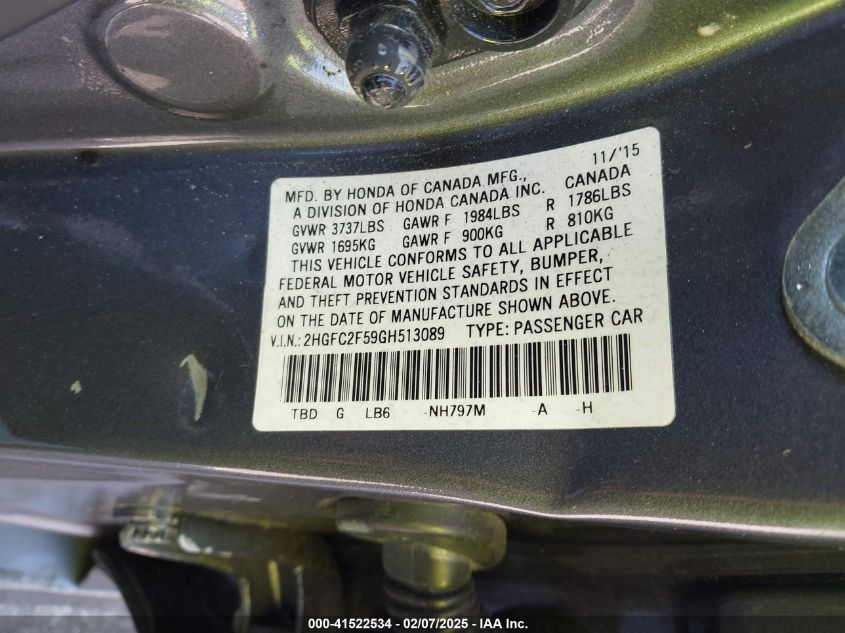 11/'15
MFD. BY HONDA OF CANADA MFG., CANADA
A DIVISION OF HONDA CANADA INC.
GVWR 3737LBS GAWR F 1984LBS R 1786LBS
GVWR 1695KG GAWR F 900KG R 810KG
THIS VEHICLE CONFORMS TO ALL APPLICABLE
FEDERAL MOTOR VEHICLE SAFETY, BUMPER,
AND THEFT PREVENTION STANDARDS IN EFFECT
ON THE DATE OF MANUFACTURE SHOWN ABOVE.
V.I.N.: 2HGFC2F59GH513089 TYPE: PASSENGER CAR
TBD G LB6 -NH797M -A -H
000-41522534 - 02/07/2025 - IAA Inc.